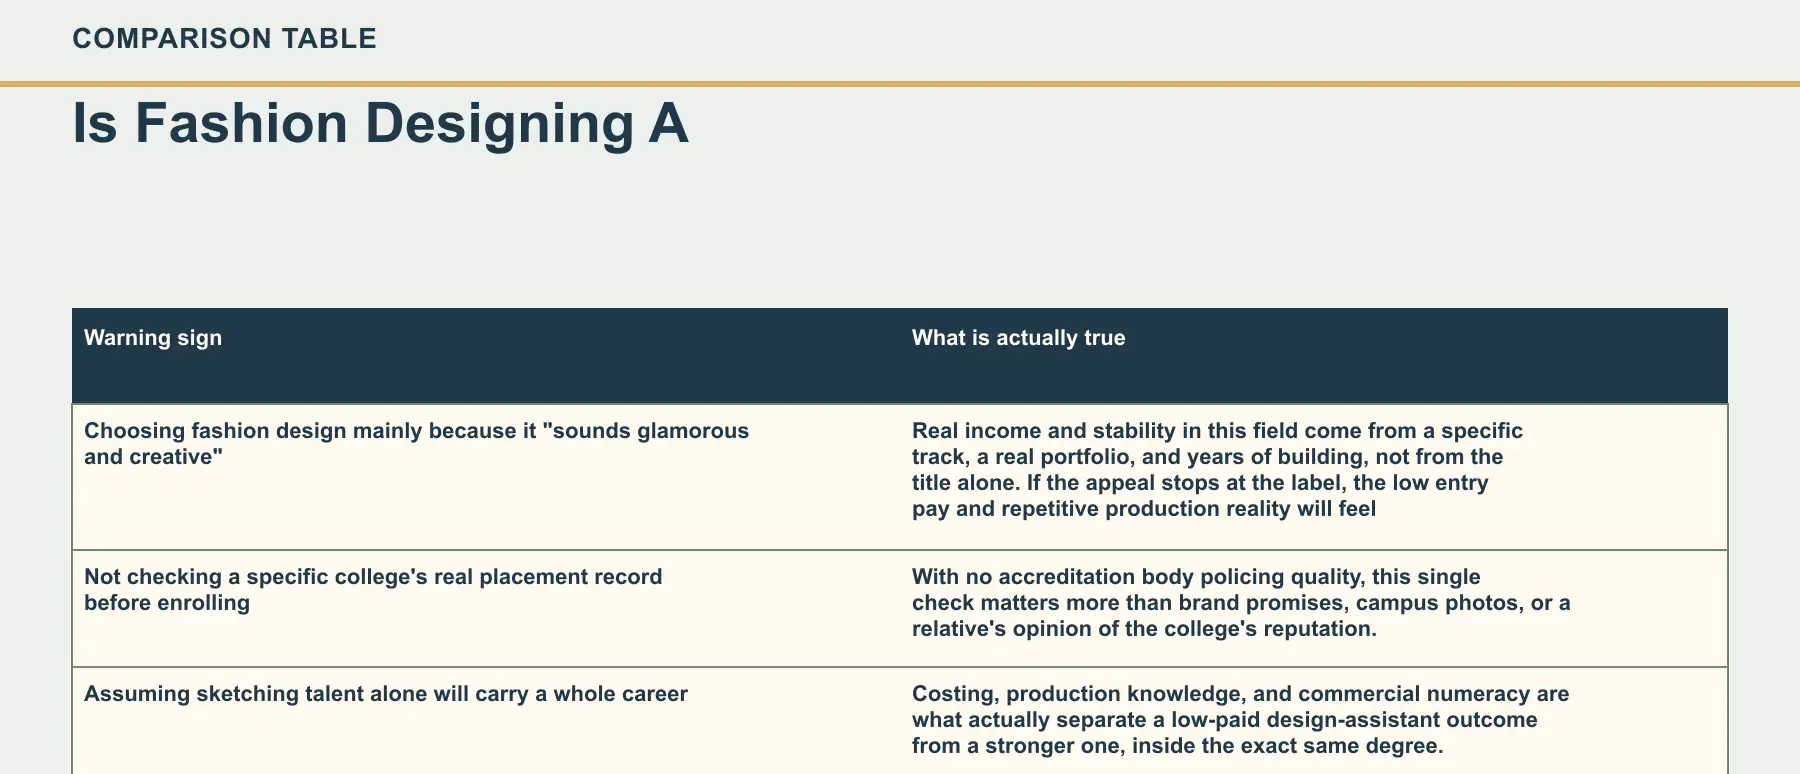 COMPARISON TABLE
Is Fashion Designing A
Warning sign
What is actually true
Choosing fashion design mainly because it "sounds glamorous
and creative"
Real income and stability in this field come from a specific
track, a real portfolio, and years of building, not from the
title alone. If the appeal stops at the label, the low entry
pay and repetitive production reality will feel
Not checking a specific college's real placement record
before enrolling
With no accreditation body policing quality, this single
check matters more than brand promises, campus photos, or a
relative's opinion of the college's reputation.
Assuming sketching talent alone will carry a whole career
Costing, production knowledge, and commercial numeracy are
what actually separate a low-paid design-assistant outcome
from a stronger one, inside the exact same degree.